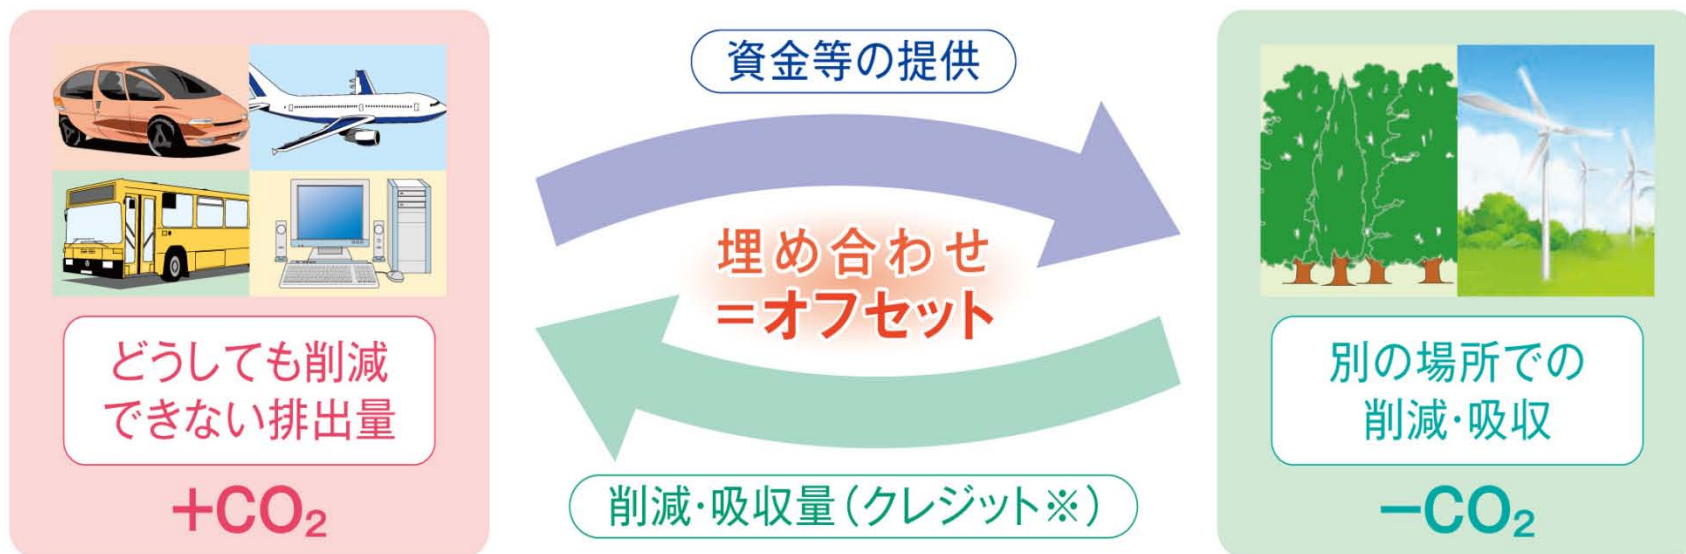 資金等の提供
埋め合わせ
=オフセット
どうしても削減
できない排出量
+CO₂
削減・吸収量(クレジット※)
別の場所での
削減・吸収
−CO₂